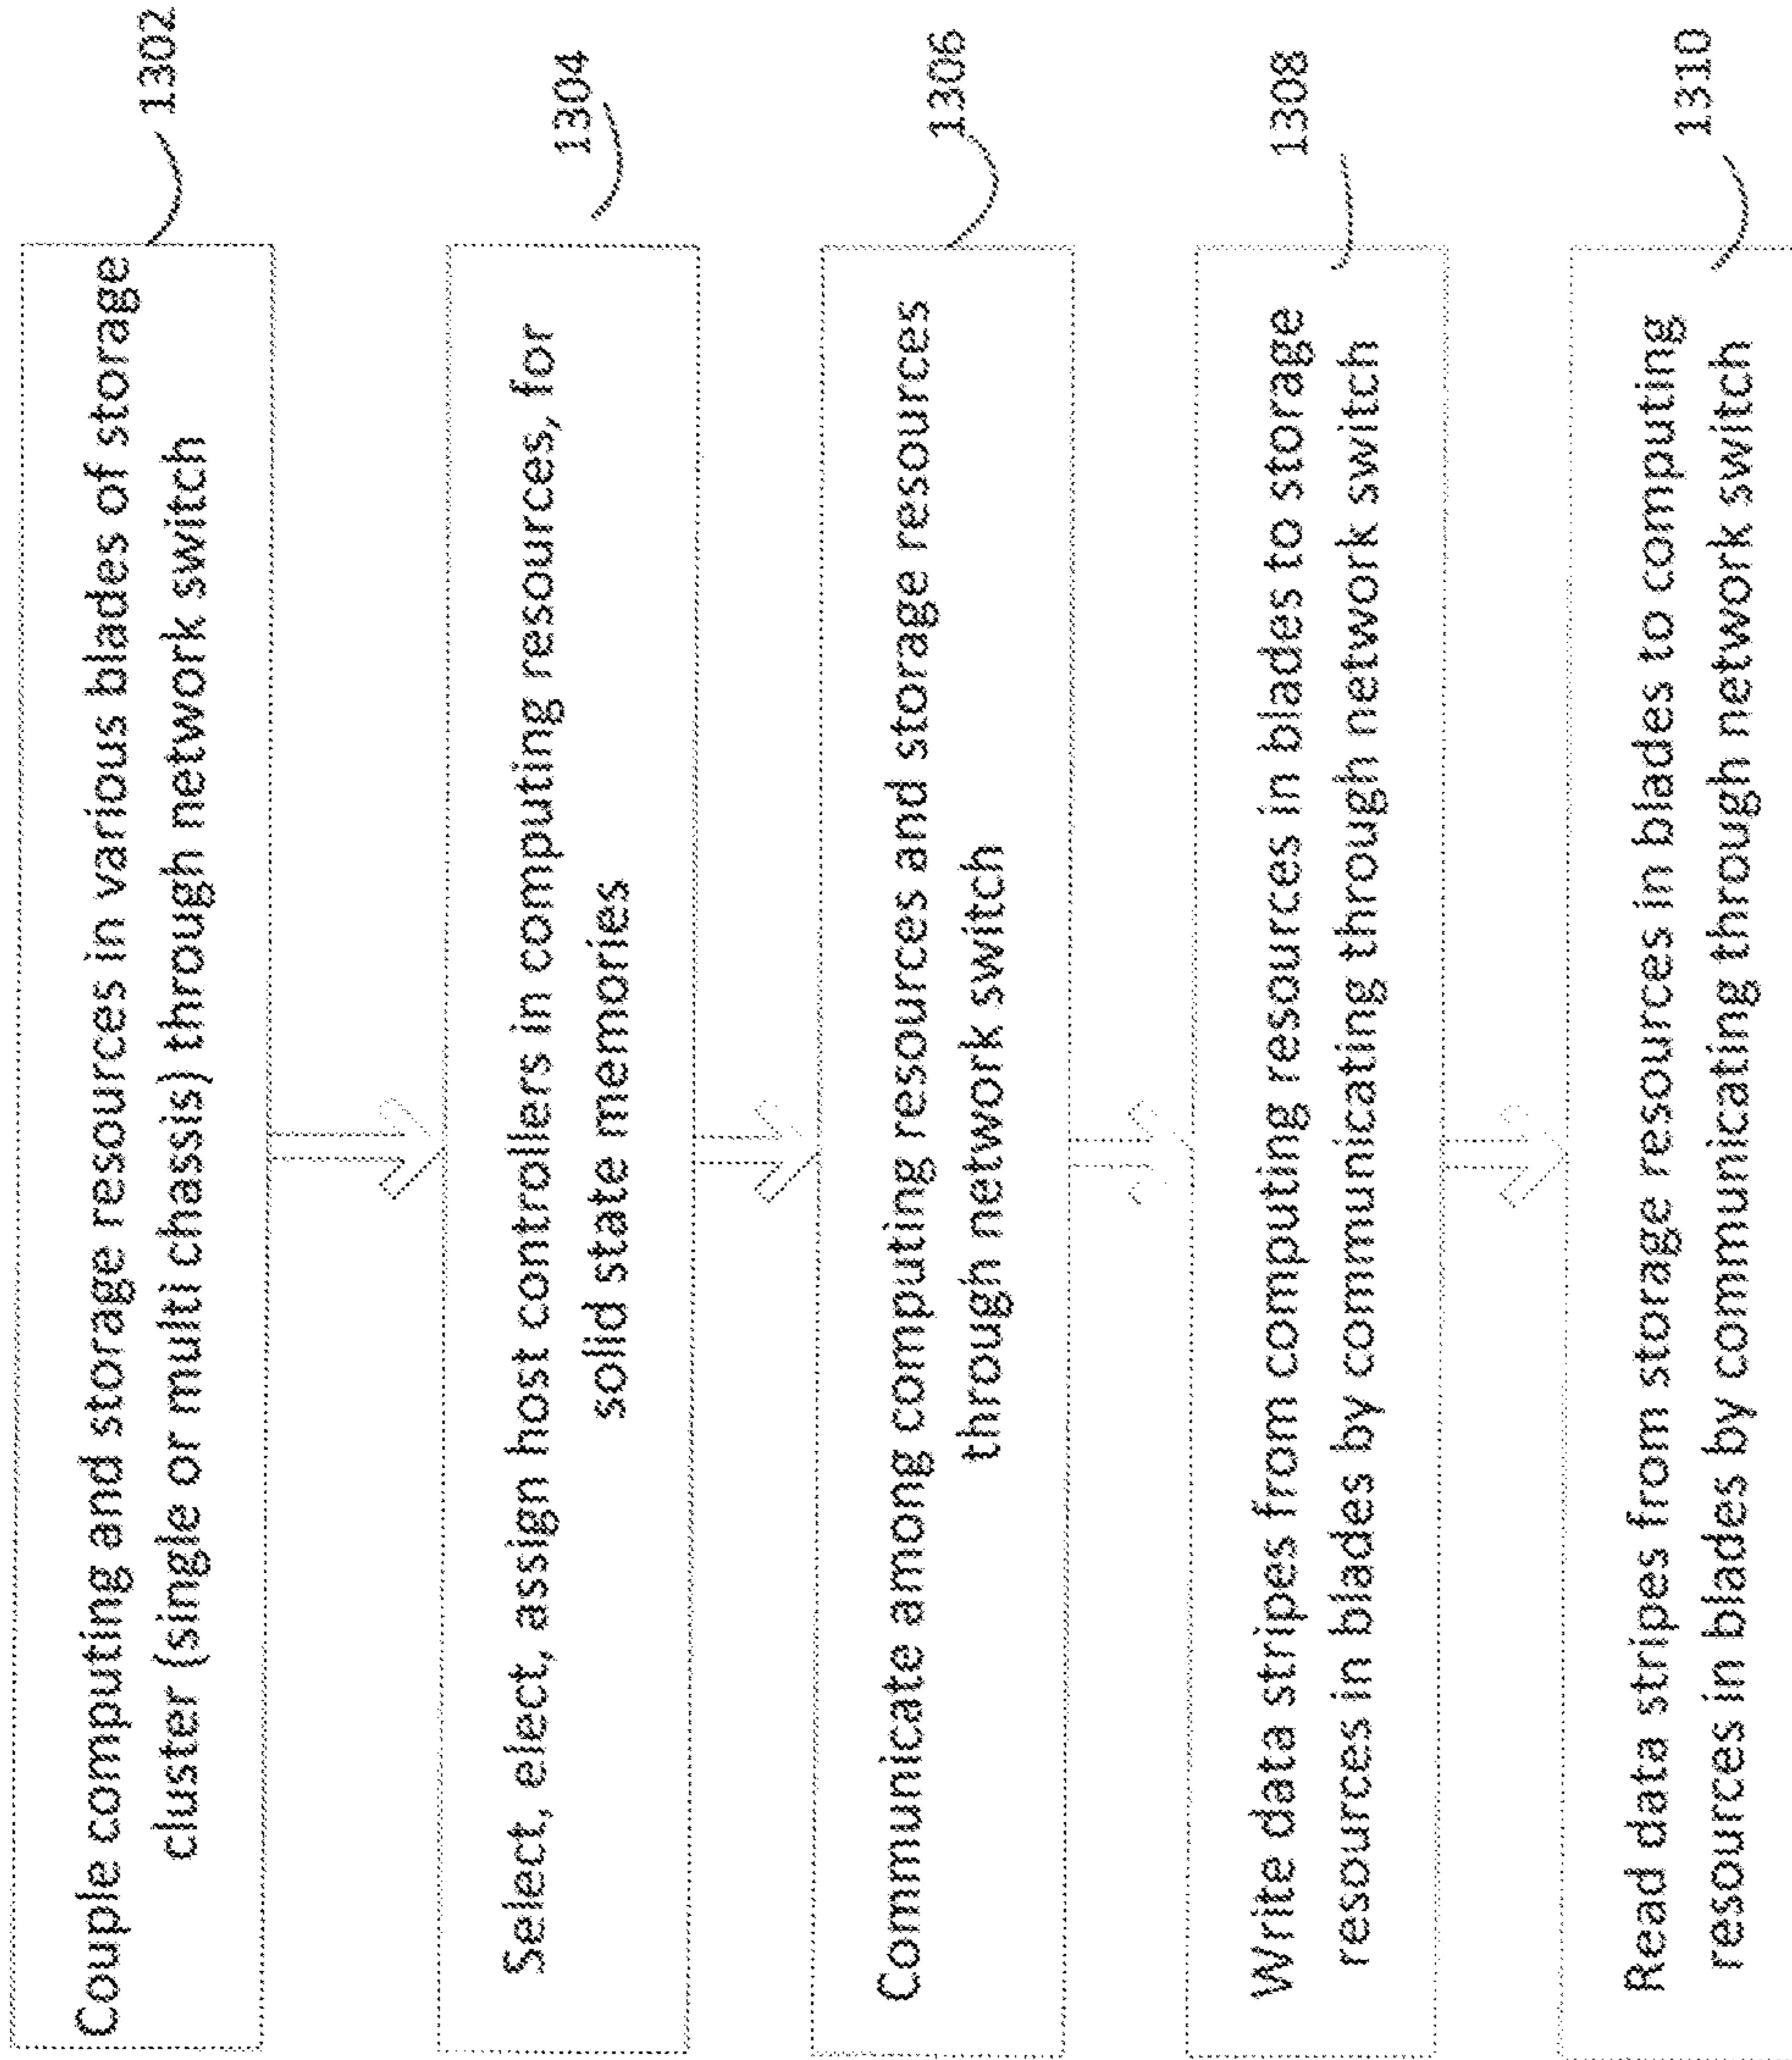 Couple computing and storage resources in various blades of storage
cluster (single or multi chassis) through network switch
1302
Select, elect, assign host controllers in computing resources, for
solid state memories
1304
Communicate among computing resources and storage resources
through network switch
1306
Write data stripes from computing resources in blades to storage
resources in blades by communicating through network switch
1308
Read data stripes from storage resources in blades to computing
resources in blades by communicating through network switch
1310